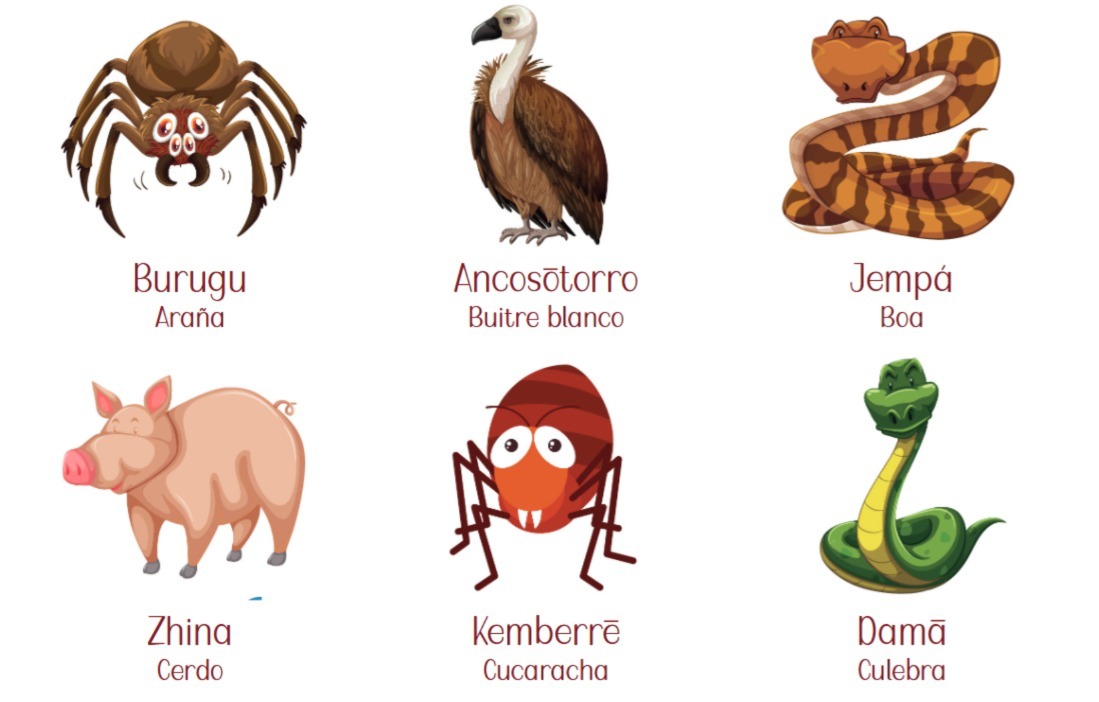 Burugu
Araña
Ancosōtorro
Buitre blanco
Jempá
Boa
Zhina
Cerdo
Kemberrē
Cucaracha
Damā
Culebra